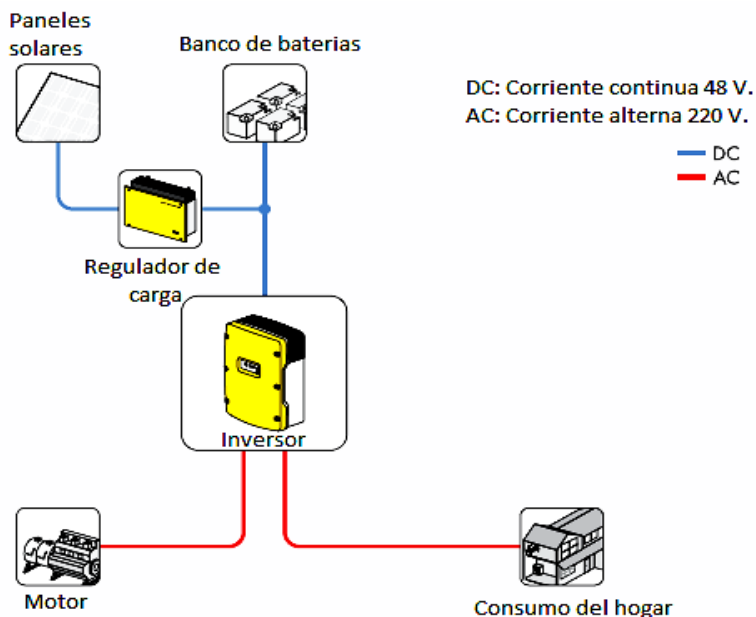 Paneles
solares
Banco de baterias
DC: Corriente continua 48 V.
AC: Corriente alterna 220 V.
DC
AC
Regulador de
carga
Inversor
Motor
Consumo del hogar